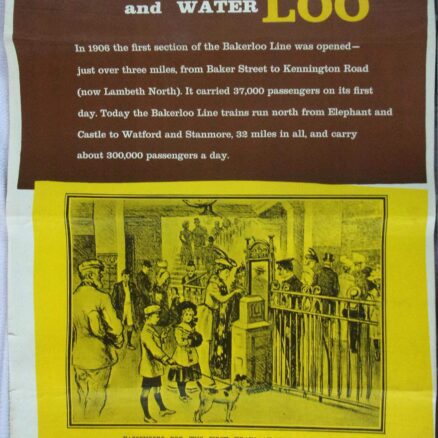 and WATER LOO
In 1906 the first section of the Bakerloo Line was opened—
just over three miles, from Baker Street to Kennington Road
(now Lambeth North). It carried 37,000 passengers on its first
day. Today the Bakerloo Line trains run north from Elephant and
Castle to Watford and Stanmore, 32 miles in all, and carry
about 300,000 passengers a day.